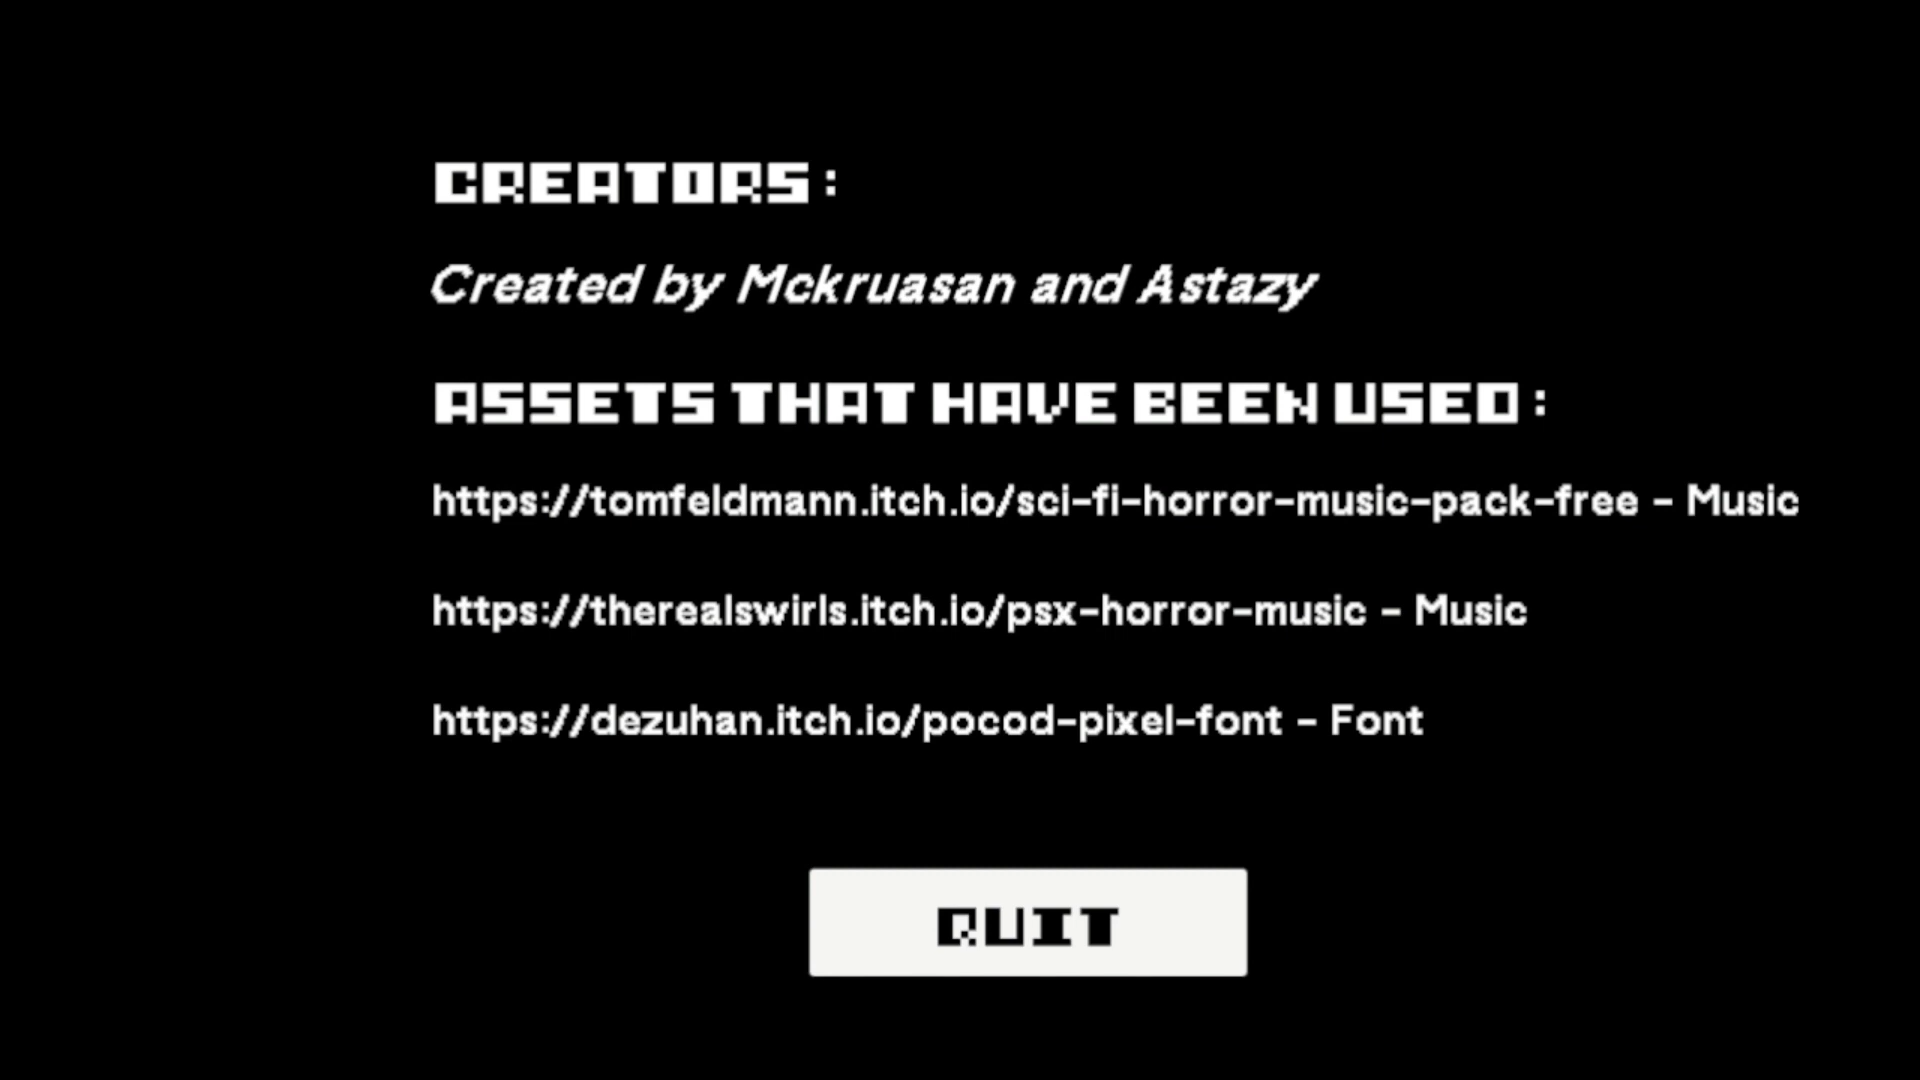 CREATORS:
Created by Mckruasan and Astazy
ASSETS THAT HAVE BEEN USED:
https://tomfeldmann.itch.io/sci-fi-horror-music-pack-free - Music
https://therealswirls.itch.io/psx-horror-music - Music
https://dezuhan.itch.io/pocod-pixel-font - Font
QUIT